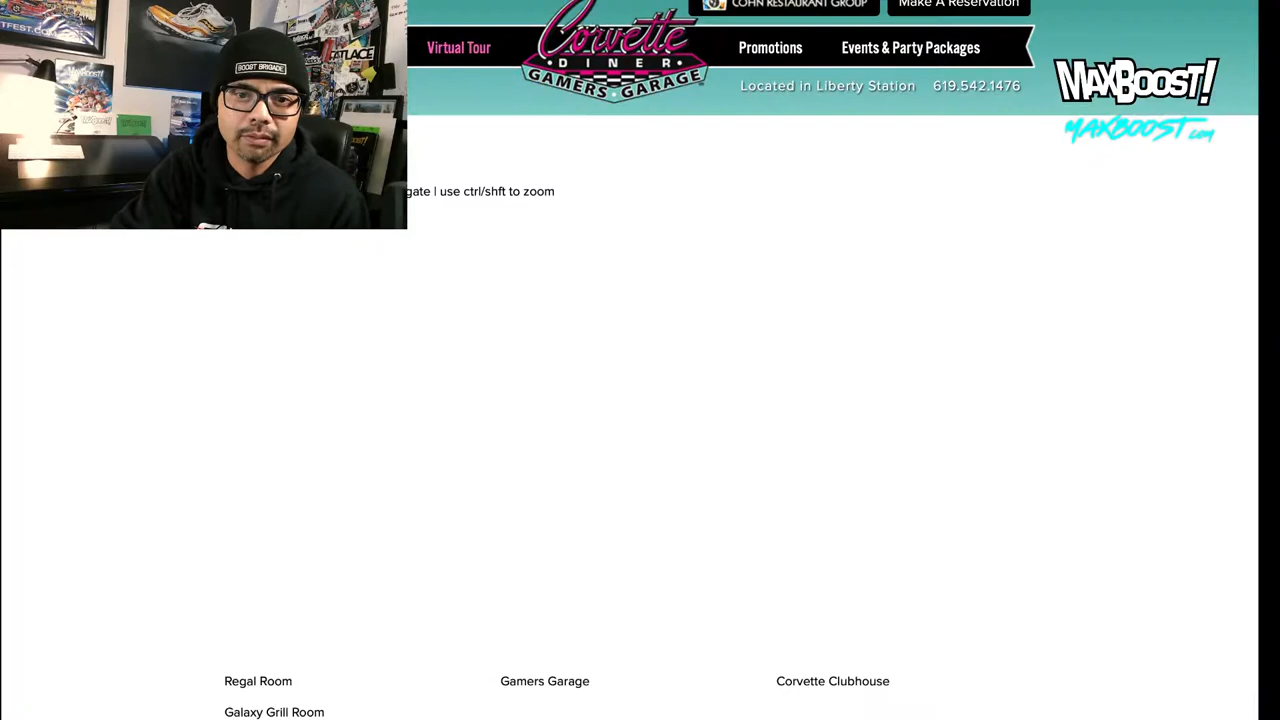 COHN RESTAURANT GROUP
Make A Reservation
Virtual Tour
Corvette
DINER
GAMERS GARAGE
Promotions
Events & Party Packages
Located in Liberty Station 619.542.1476
MAXBOOST!
MAXBOOST.com
BOOST BRIGADE
FATLACE
gate | use ctrl/shft to zoom
Regal Room
Gamers Garage
Corvette Clubhouse
Galaxy Grill Room